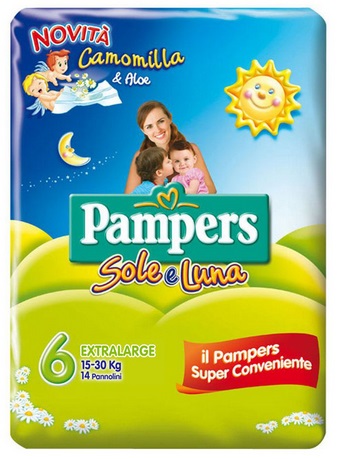 NOVITÀ
Camomilla
& Aloe
Pampers
Sole e Luna
6 EXTRALARGE
15-30 Kg
14 Pannolini
il Pampers
Super Conveniente